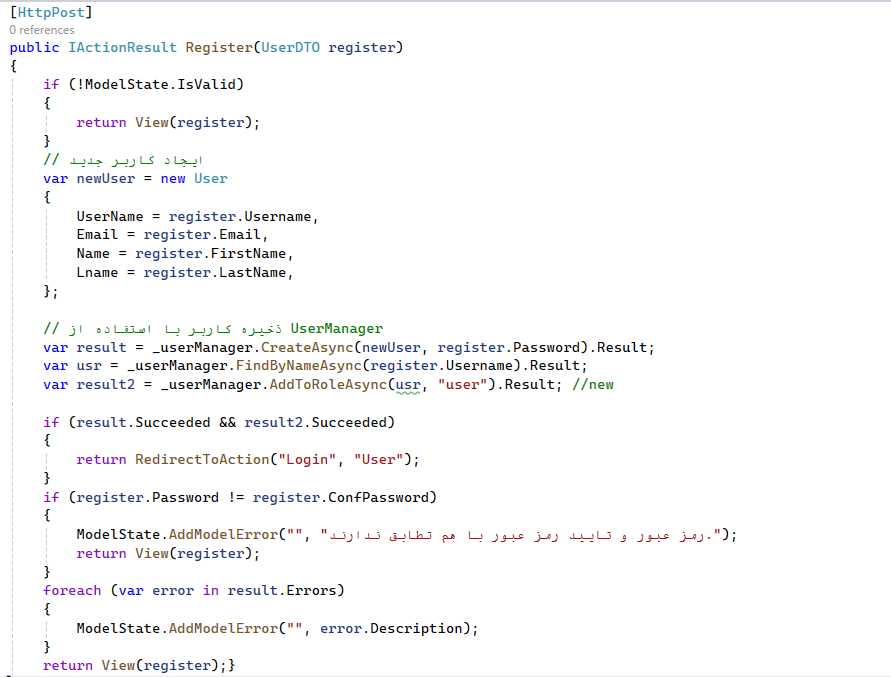 [HttpPost]
0 references
public IActionResult Register(UserDTO register)
{
if (!ModelState.IsValid)
{
return View(register);
}
// ایجاد کاربر جدید
var newUser = new User
{
UserName = register.Username,
Email = register.Email,
Name = register.FirstName,
Lname = register.LastName,
};
// ذخیره کاربر با استفاده از UserManager
var result = _userManager.CreateAsync(newUser, register.Password).Result;
var usr = _userManager.FindByNameAsync(register.Username).Result;
var result2 = _userManager.AddToRoleAsync(usr, "user").Result; //new
if (result.Succeeded && result2.Succeeded)
{
return RedirectToAction("Login", "User");
}
if (register.Password != register.ConfPassword)
{
ModelState.AddModelError("", "رمز عبور و تایید رمز عبور با هم تطابق ندارند.");
return View(register);
}
foreach (var error in result.Errors)
{
ModelState.AddModelError("", error.Description);
}
return View(register);}